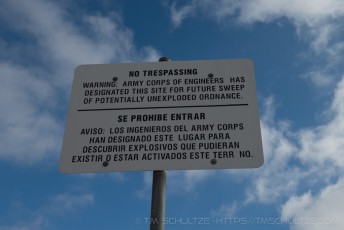 NO TRESPASSING
WARNING: ARMY CORPS OF ENGINEERS HAS
DESIGNATED THIS SITE FOR FUTURE SWEEP
OF POTENTIALLY UNEXPLODED ORDNANCE.
SE PROHIBE ENTRAR
AVISO: LOS INGENIEROS DEL ARMY CORPS
HAN DESIGNADO ESTE LUGAR PARA
DESCUBRIR EXPLOSIVOS QUE PUDIERAN
EXISTIR O ESTAR ACTIVADOS ESTE TERR NO.
© T.M. SCHULTZE - HTTPS://TMSCHULTZE.COM